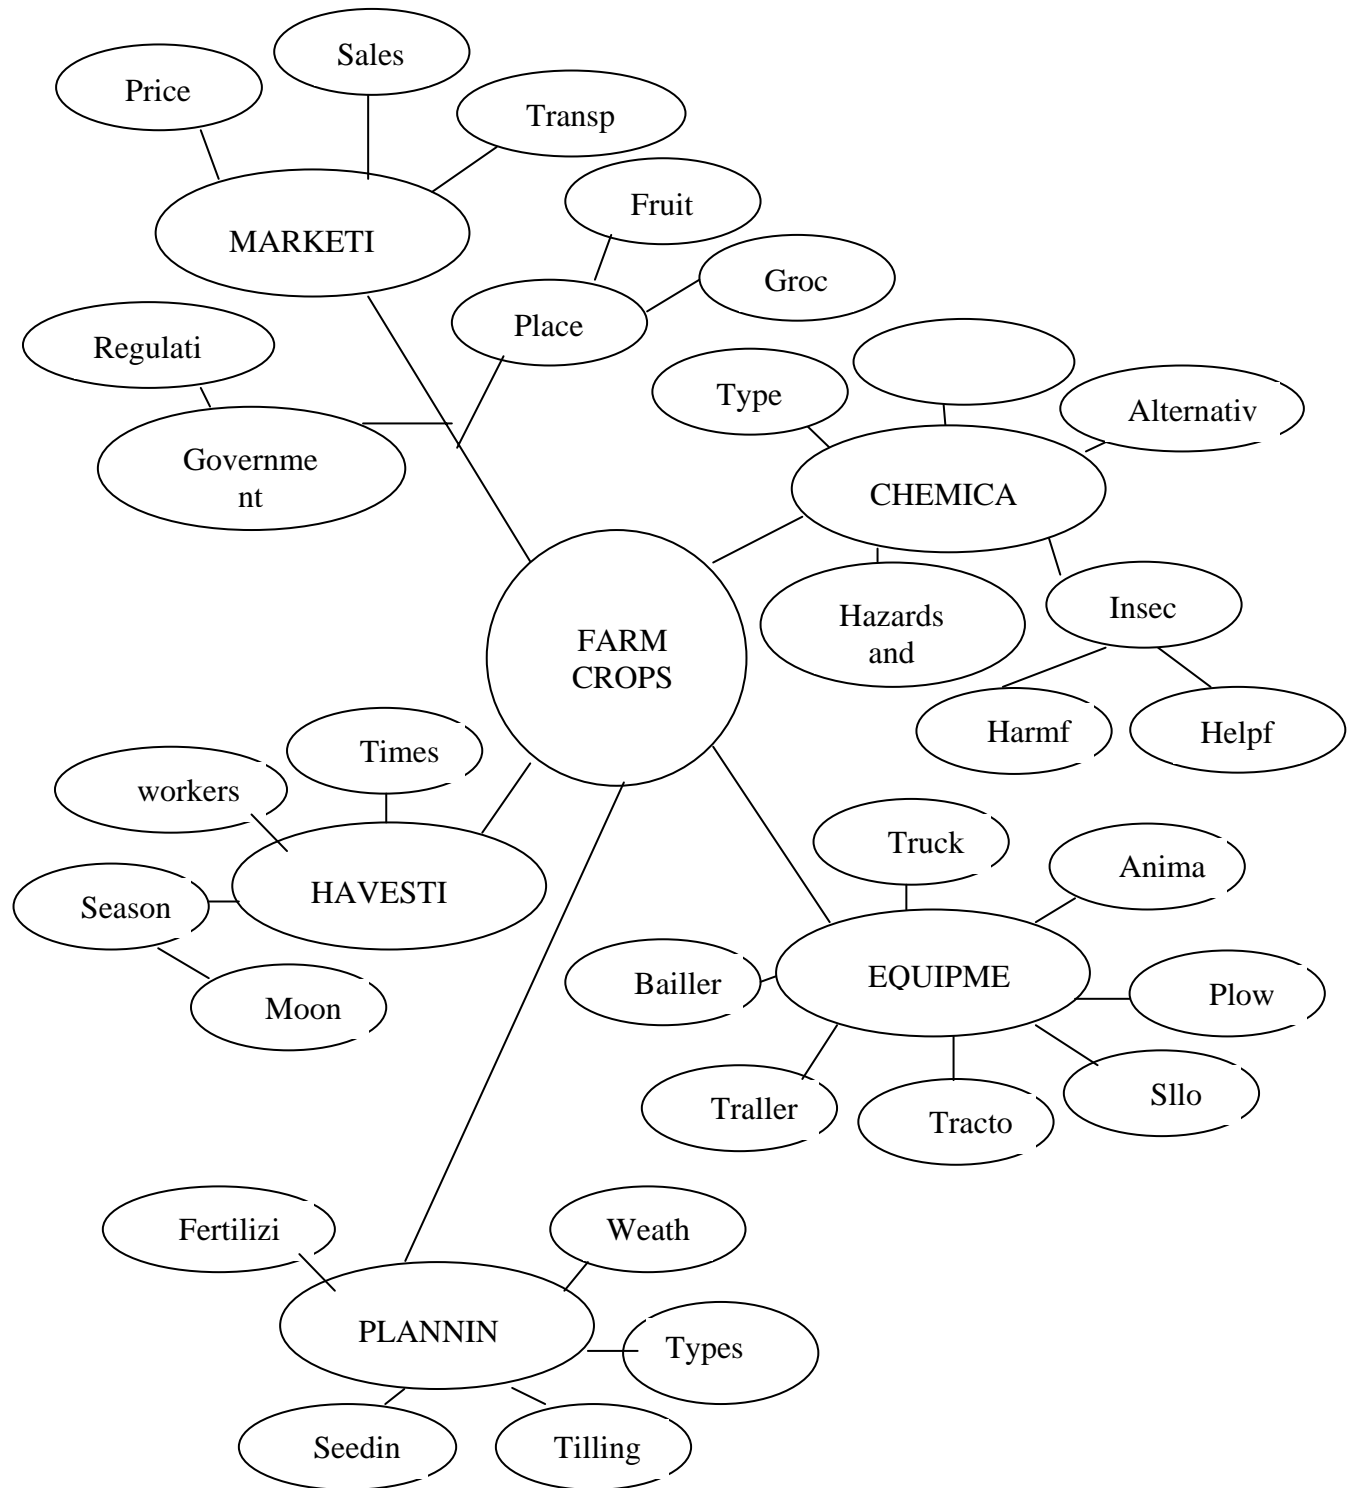 Sales
Price
Transp
Fruit
MARKETI
Groc
Place
Regulati
Type
Alternativ
Governme
nt
CHEMICA
Hazards
and
Insec
FARM
CROPS
Harmf
Helpf
Times
workers
Truck
Anima
HAVESTI
Season
Bailler
EQUIPME
Plow
Moon
Sllo
Traller
Tracto
Fertilizi
Weath
PLANNIN
Types
Seedin
Tilling